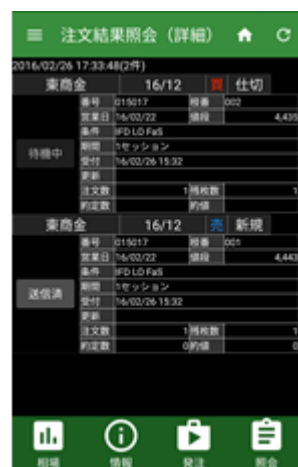 注文結果照会（詳細）
2016/02/26 17:33:48(2件)
東商金 16/12 買 仕切
番号 015017 枝番 002
営業日 16/02/22 値段 4,435
条件 IFD LO FaS
待機中 期間 1セッション
受付 16/02/26 15:32
更新
注文数 1 残枚数 1
約定数 約値
東商金 16/12 売 新規
番号 015017 枝番 001
営業日 16/02/22 値段 4,443
条件 IFD LO FaS
送信済 期間 1セッション
受付 16/02/26 15:32
更新
注文数 1 残枚数 1
約定数 0 約値 0
相場 情報 発注 照会